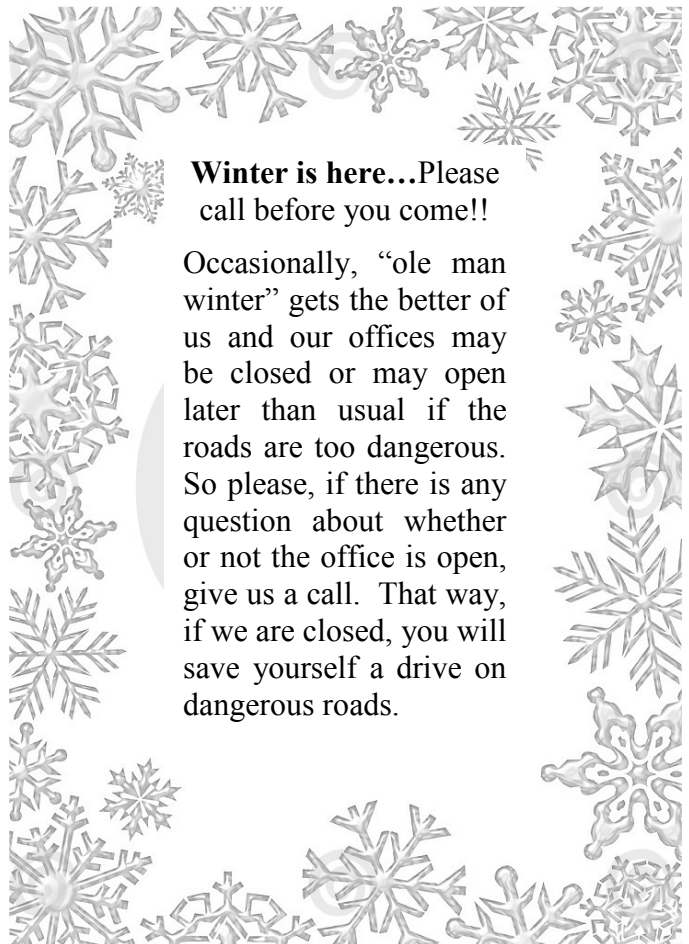 Winter is here…Please
call before you come!!
Occasionally, “ole man
winter” gets the better of
us and our offices may
be closed or may open
later than usual if the
roads are too dangerous.
So please, if there is any
question about whether
or not the office is open,
give us a call.  That way,
if we are closed, you will
save yourself a drive on
dangerous roads.